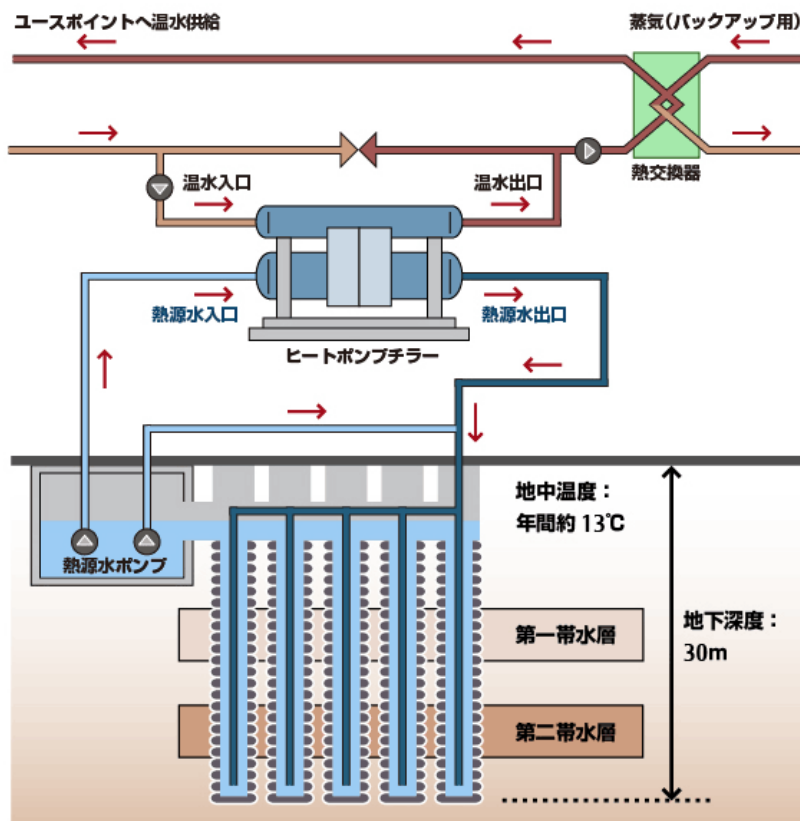 ユースポイントへ温水供給
蒸気(バックアップ用)
温水入口
温水出口
熱交換器
熱源水入口
熱源水出口
ヒートポンプチラー
地中温度：
年間約 13℃
熱源水ポンプ
第一帯水層
地下深度：
30m
第二帯水層